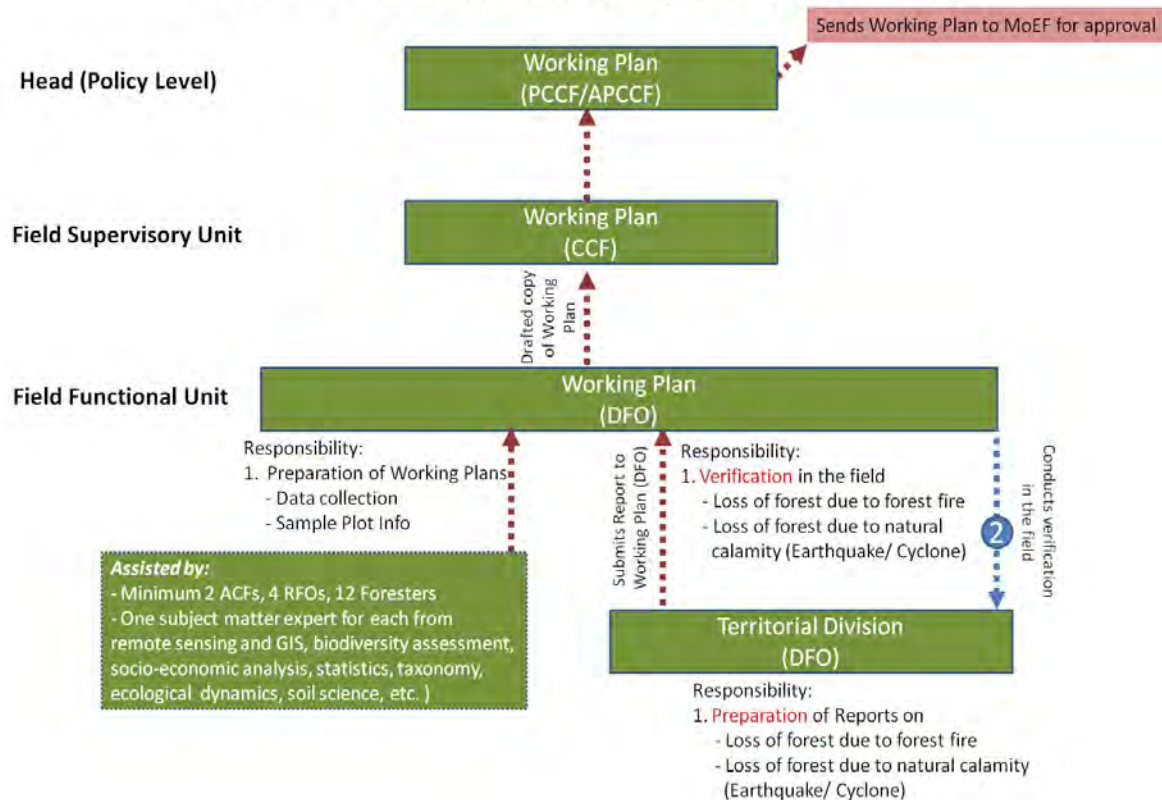 Sends Working Plan to MoEF for approval
Head (Policy Level)
Working Plan
(PCCF/APCCF)
Field Supervisory Unit
Working Plan
(CCF)
Drafted copy
of Working
Plan
Field Functional Unit
Working Plan
(DFO)
Responsibility:
1. Preparation of Working Plans
- Data collection
- Sample Plot Info
Submits Report to
Working Plan (DFO)
Responsibility:
1. Verification in the field
- Loss of forest due to forest fire
- Loss of forest due to natural
calamity (Earthquake/ Cyclone)
2
Conducts verification
in the field
Assisted by:
- Minimum 2 ACFs, 4 RFOs, 12 Foresters
- One subject matter expert for each from
remote sensing and GIS, biodiversity assessment,
socio-economic analysis, statistics, taxonomy,
ecological dynamics, soil science, etc. )
Territorial Division
(DFO)
Responsibility:
1. Preparation of Reports on
- Loss of forest due to forest fire
- Loss of forest due to natural calamity
(Earthquake/ Cyclone)